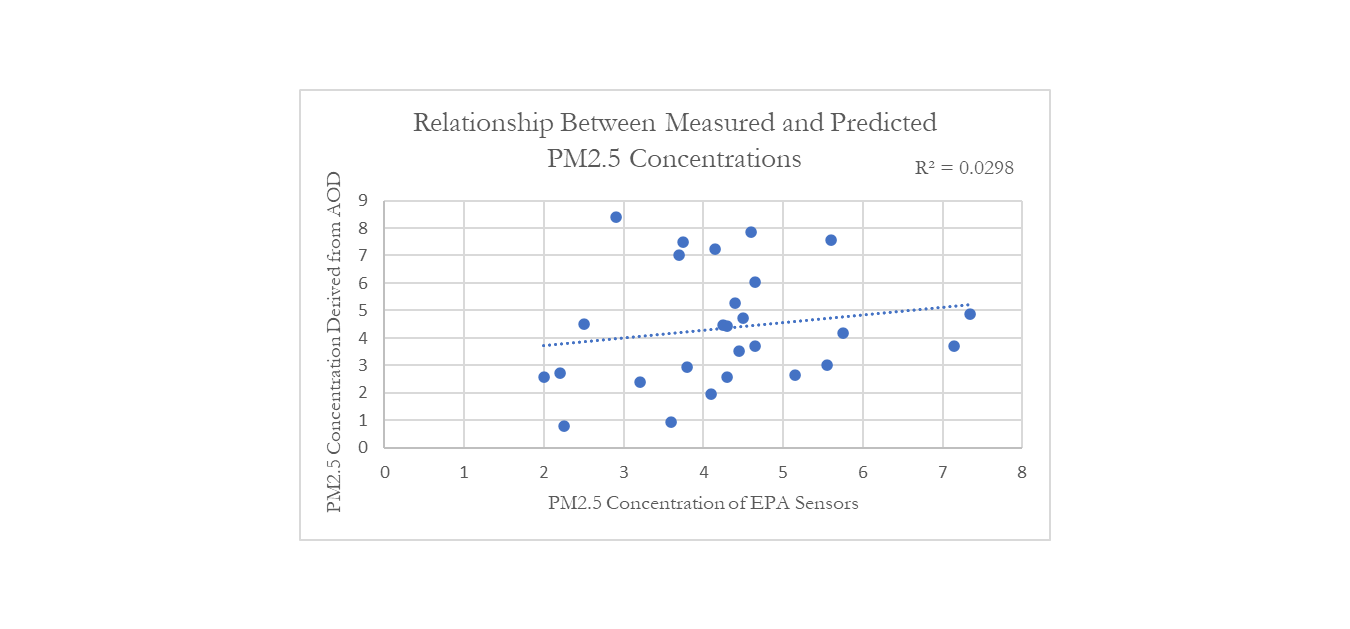 Relationship Between Measured and Predicted
PM2.5 Concentrations
R² = 0.0298
PM2.5 Concentration Derived from AOD
9
8
7
6
5
4
3
2
1
0
0 1 2 3 4 5 6 7 8
PM2.5 Concentration of EPA Sensors